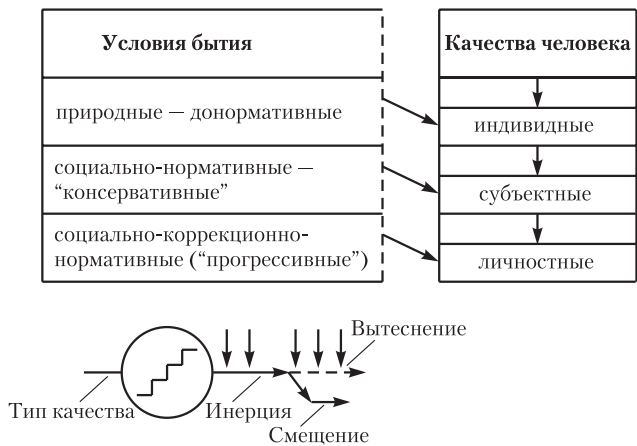 Условия бытия
Качества человека
природные — донормативные
индивидные
социально-нормативные —
“консервативные”
субъектные
социально-коррекционно-
нормативные (“прогрессивные”)
личностные
Вытеснение
Тип качества
Инерция
Смещение